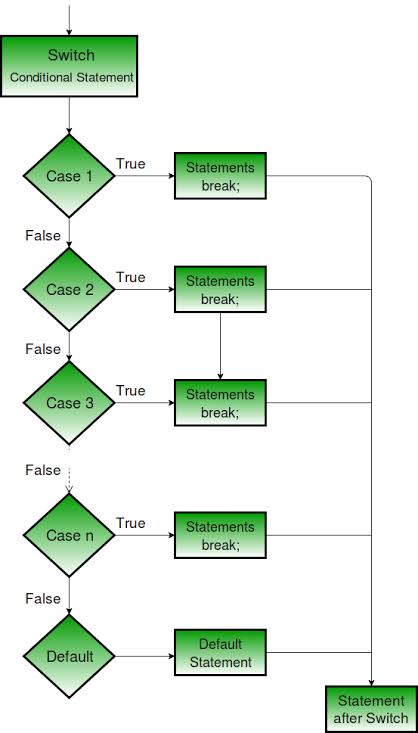 Switch
Conditional Statement
Case 1
True
Statements
break;
False
Case 2
True
Statements
break;
False
Case 3
True
Statements
break;
False
Case n
True
Statements
break;
False
Default
Default
Statement
Statement
after Switch